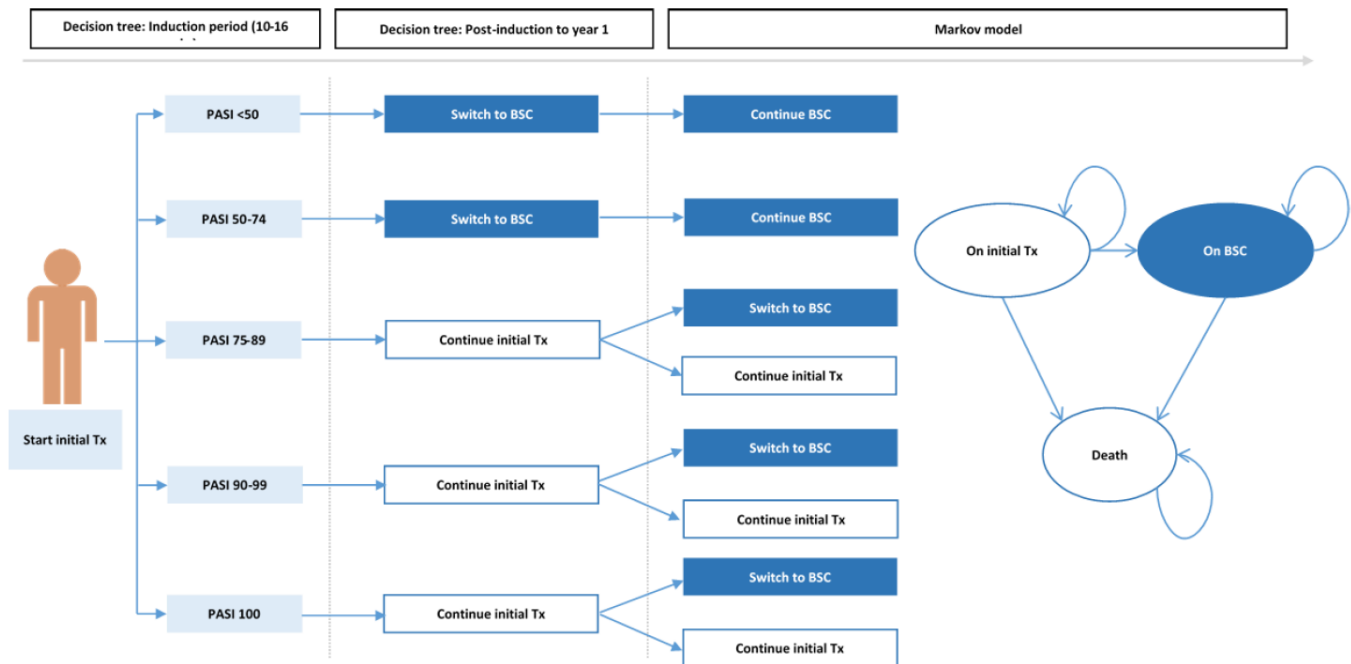 Decision tree: Induction period (10-16
Decision tree: Post-induction to year 1
Markov model
PASI <50
Switch to BSC
Continue BSC
PASI 50-74
Switch to BSC
Continue BSC
On initial Tx
On BSC
PASI 75-89
Continue initial Tx
Switch to BSC
Continue initial Tx
Start initial Tx
Death
PASI 90-99
Continue initial Tx
Switch to BSC
Continue initial Tx
PASI 100
Continue initial Tx
Switch to BSC
Continue initial Tx